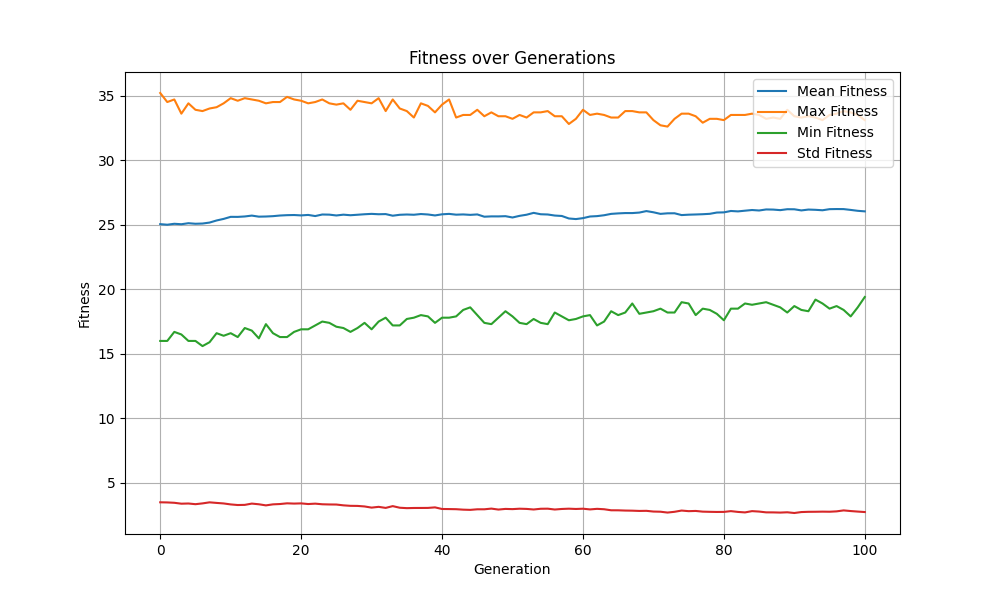 Fitness over Generations
Mean Fitness
Max Fitness
Min Fitness
Std Fitness
Fitness
35
30
25
20
15
10
5
0 20 40 60 80 100
Generation